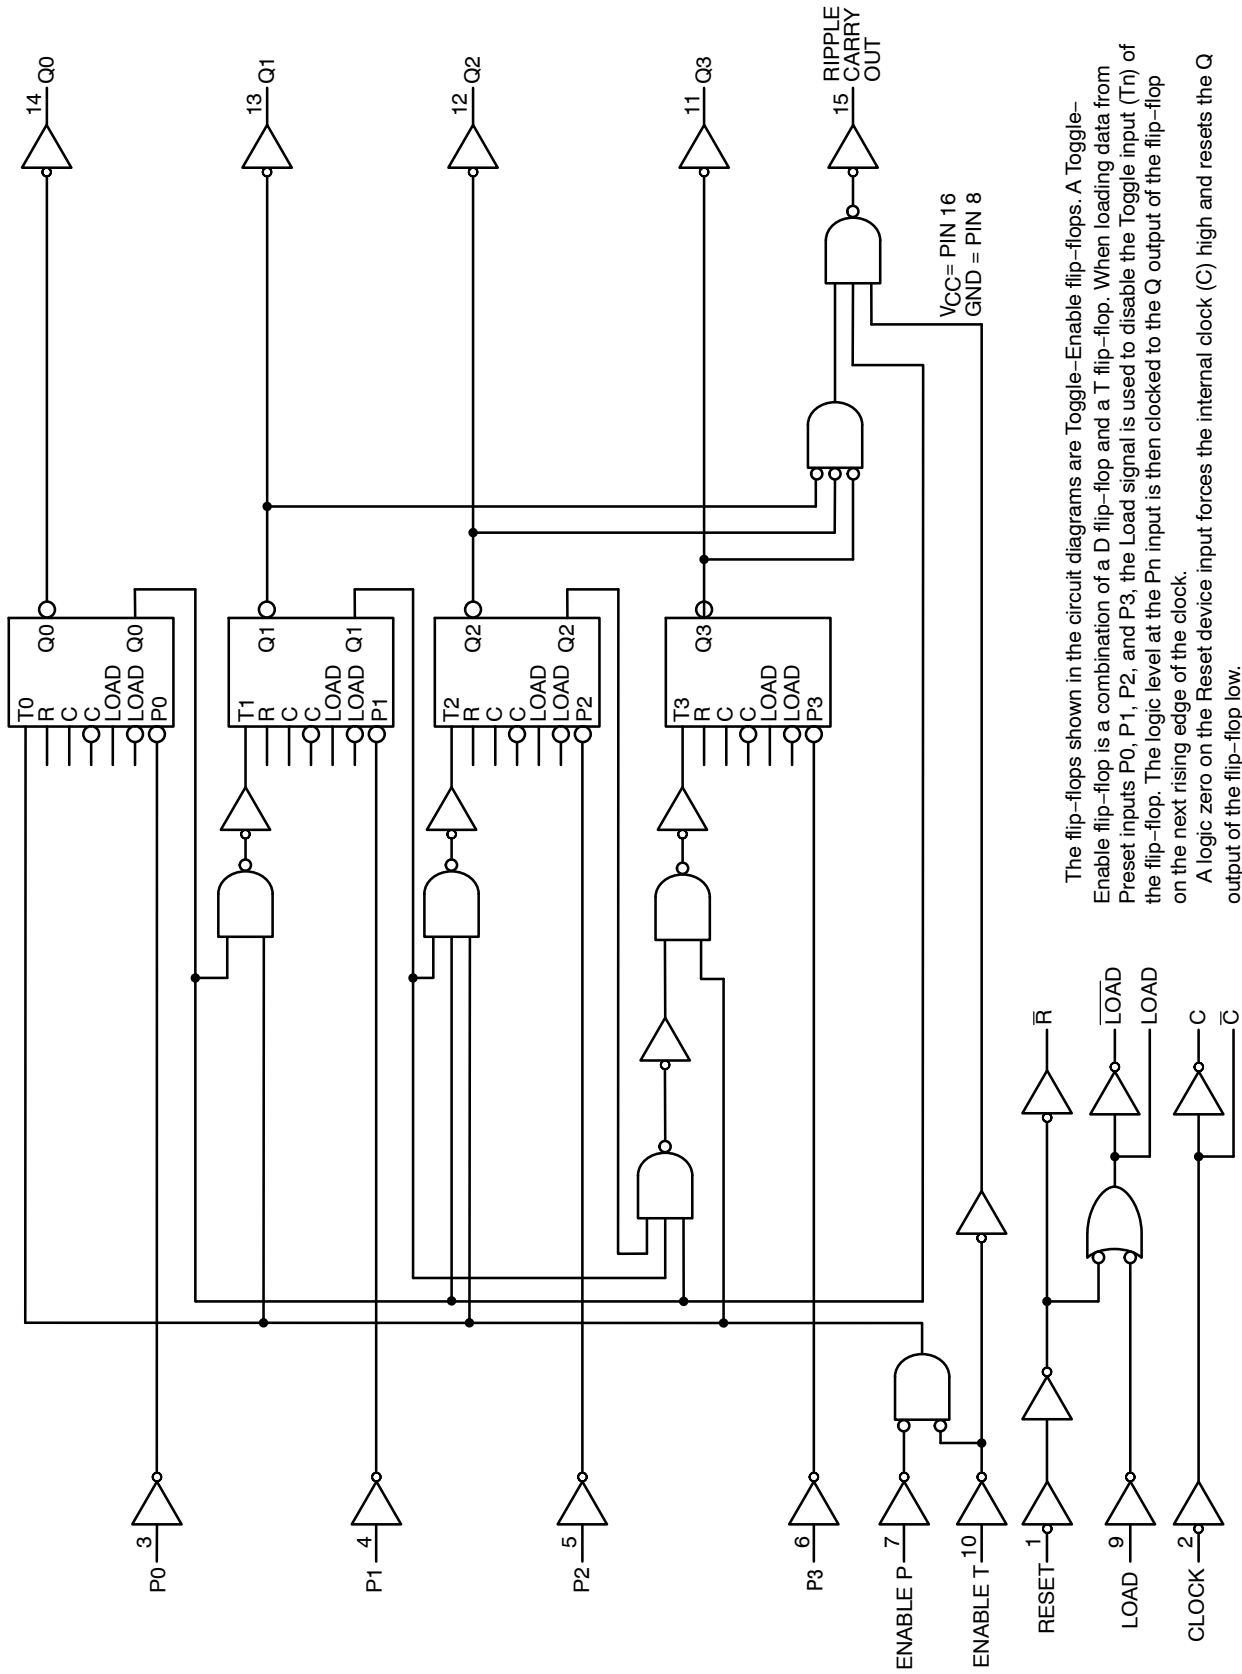 P0
3
T0
R
C
C
LOAD
LOAD
P0
Q0
Q0
14
Q0
P1
4
T1
R
C
C
LOAD
LOAD
P1
Q1
Q1
13
Q1
P2
5
T2
R
C
C
LOAD
LOAD
P2
Q2
Q2
12
Q2
P3
6
T3
R
C
C
LOAD
LOAD
P3
Q3
11
Q3
15
RIPPLE
CARRY
OUT
ENABLE P
7
ENABLE T
10
VCC= PIN 16
GND = PIN 8
RESET
1
R̅
LOAD
9
L̅O̅A̅D̅
LOAD
CLOCK
2
C
C̅
The flip−flops shown in the circuit diagrams are Toggle−Enable flip−flops. A Toggle−
Enable flip−flop is a combination of a D flip−flop and a T flip−flop. When loading data from
Preset inputs P0, P1, P2, and P3, the Load signal is used to disable the Toggle input (Tn) of
the flip−flop. The logic level at the Pn input is then clocked to the Q output of the flip−flop
on the next rising edge of the clock.
A logic zero on the Reset device input forces the internal clock (C) high and resets the Q
output of the flip−flop low.